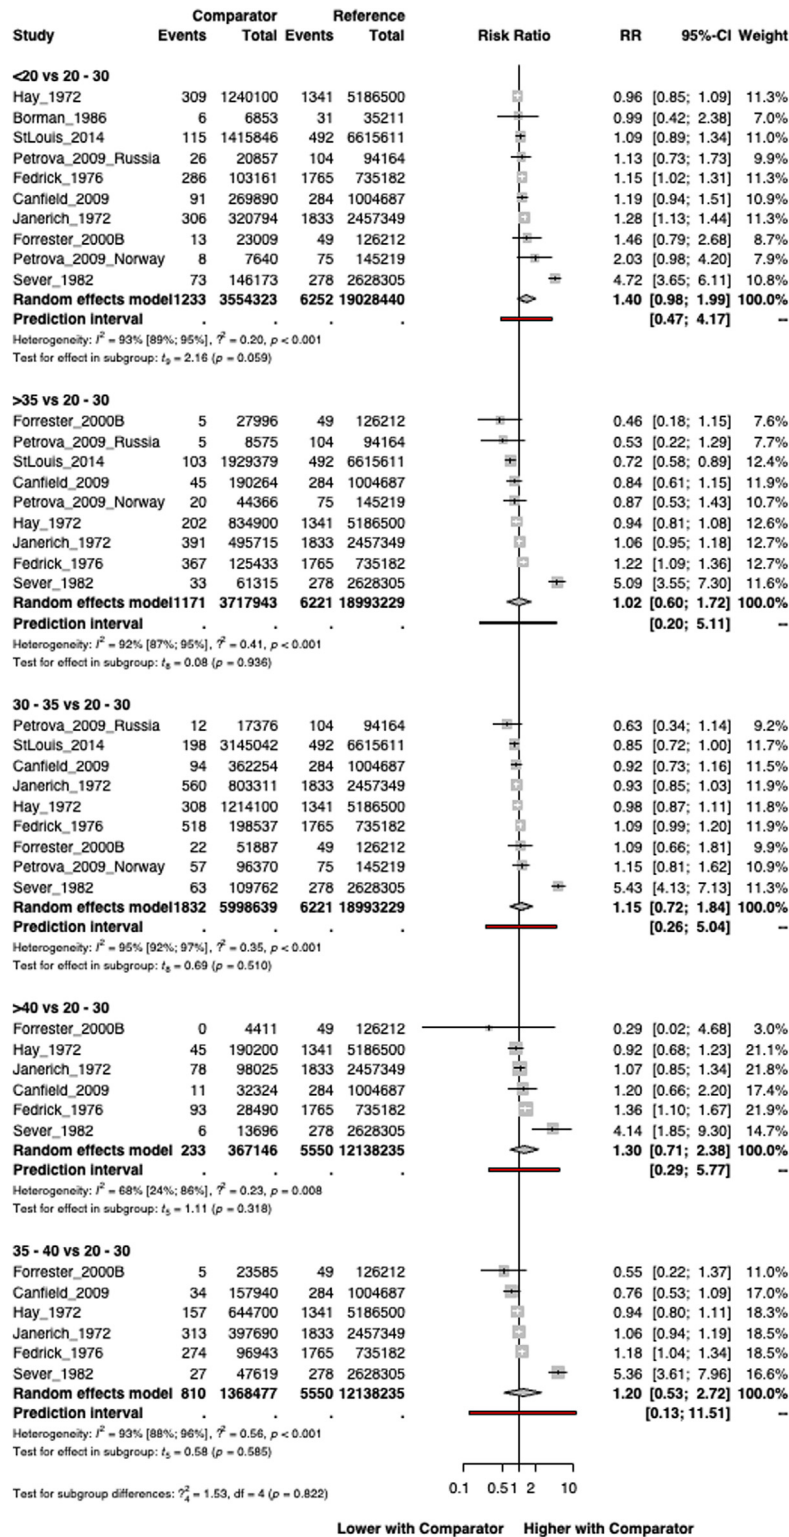 Comparator Reference
Study Events Total Events Total Risk Ratio RR 95%-CI Weight
<20 vs 20 - 30
Hay_1972 309 1240100 1341 5186500 0.96 [0.85; 1.09] 11.3%
Borman_1986 6 6853 31 35211 0.99 [0.42; 2.38] 7.0%
StLouis_2014 115 1415846 492 6615611 1.09 [0.89; 1.34] 11.0%
Petrova_2009_Russia 26 20857 104 94164 1.13 [0.73; 1.73] 9.9%
Fedrick_1976 286 103161 1765 735182 1.15 [1.02; 1.31] 11.3%
Canfield_2009 91 269890 284 1004687 1.19 [0.94; 1.51] 10.9%
Janerich_1972 306 320794 1833 2457349 1.28 [1.13; 1.44] 11.3%
Forrester_2000B 13 23009 49 126212 1.46 [0.79; 2.68] 8.7%
Petrova_2009_Norway 8 7640 75 145219 2.03 [0.98; 4.20] 7.9%
Sever_1982 73 146173 278 2628305 4.72 [3.65; 6.11] 10.8%
Random effects model1233 3554323 6252 19028440 1.40 [0.98; 1.99] 100.0%
Prediction interval . . . . [0.47; 4.17] --
Heterogeneity: I² = 93% [89%; 95%], ?² = 0.20, p < 0.001
Test for effect in subgroup: t₉ = 2.16 (p = 0.059)
>35 vs 20 - 30
Forrester_2000B 5 27996 49 126212 0.46 [0.18; 1.15] 7.6%
Petrova_2009_Russia 5 8575 104 94164 0.53 [0.22; 1.29] 7.7%
StLouis_2014 103 1929379 492 6615611 0.72 [0.58; 0.89] 12.4%
Canfield_2009 45 190264 284 1004687 0.84 [0.61; 1.15] 11.9%
Petrova_2009_Norway 20 44366 75 145219 0.87 [0.53; 1.43] 10.7%
Hay_1972 202 834900 1341 5186500 0.94 [0.81; 1.08] 12.6%
Janerich_1972 391 495715 1833 2457349 1.06 [0.95; 1.18] 12.7%
Fedrick_1976 367 125433 1765 735182 1.22 [1.09; 1.36] 12.7%
Sever_1982 33 61315 278 2628305 5.09 [3.55; 7.30] 11.6%
Random effects model1171 3717943 6221 18993229 1.02 [0.60; 1.72] 100.0%
Prediction interval . . . . [0.20; 5.11] --
Heterogeneity: I² = 92% [87%; 95%], ?² = 0.41, p < 0.001
Test for effect in subgroup: t₈ = 0.08 (p = 0.936)
30 - 35 vs 20 - 30
Petrova_2009_Russia 12 17376 104 94164 0.63 [0.34; 1.14] 9.2%
StLouis_2014 198 3145042 492 6615611 0.85 [0.72; 1.00] 11.7%
Canfield_2009 94 362254 284 1004687 0.92 [0.73; 1.16] 11.5%
Janerich_1972 560 803311 1833 2457349 0.93 [0.85; 1.03] 11.9%
Hay_1972 308 1214100 1341 5186500 0.98 [0.87; 1.11] 11.8%
Fedrick_1976 518 198537 1765 735182 1.09 [0.99; 1.20] 11.9%
Forrester_2000B 22 51887 49 126212 1.09 [0.66; 1.81] 9.9%
Petrova_2009_Norway 57 96370 75 145219 1.15 [0.81; 1.62] 10.9%
Sever_1982 63 109762 278 2628305 5.43 [4.13; 7.13] 11.3%
Random effects model1832 5998639 6221 18993229 1.15 [0.72; 1.84] 100.0%
Prediction interval . . . . [0.26; 5.04] --
Heterogeneity: I² = 95% [92%; 97%], ?² = 0.35, p < 0.001
Test for effect in subgroup: t₈ = 0.69 (p = 0.510)
>40 vs 20 - 30
Forrester_2000B 0 4411 49 126212 0.29 [0.02; 4.68] 3.0%
Hay_1972 45 190200 1341 5186500 0.92 [0.68; 1.23] 21.1%
Janerich_1972 78 98025 1833 2457349 1.07 [0.85; 1.34] 21.8%
Canfield_2009 11 32324 284 1004687 1.20 [0.66; 2.20] 17.4%
Fedrick_1976 93 28490 1765 735182 1.36 [1.10; 1.67] 21.9%
Sever_1982 6 13696 278 2628305 4.14 [1.85; 9.30] 14.7%
Random effects model 233 367146 5550 12138235 1.30 [0.71; 2.38] 100.0%
Prediction interval . . . . [0.29; 5.77] --
Heterogeneity: I² = 68% [24%; 86%], ?² = 0.23, p = 0.008
Test for effect in subgroup: t₅ = 1.11 (p = 0.318)
35 - 40 vs 20 - 30
Forrester_2000B 5 23585 49 126212 0.55 [0.22; 1.37] 11.0%
Canfield_2009 34 157940 284 1004687 0.76 [0.53; 1.09] 17.0%
Hay_1972 157 644700 1341 5186500 0.94 [0.80; 1.11] 18.3%
Janerich_1972 313 397690 1833 2457349 1.06 [0.94; 1.19] 18.5%
Fedrick_1976 274 96943 1765 735182 1.18 [1.04; 1.34] 18.5%
Sever_1982 27 47619 278 2628305 5.36 [3.61; 7.96] 16.6%
Random effects model 810 1368477 5550 12138235 1.20 [0.53; 2.72] 100.0%
Prediction interval . . . . [0.13; 11.51] --
Heterogeneity: I² = 93% [88%; 96%], ?² = 0.56, p < 0.001
Test for effect in subgroup: t₅ = 0.58 (p = 0.585)
0.1 0.5 1 2 10
Test for subgroup differences: ?²₄ = 1.53, df = 4 (p = 0.822)
Lower with Comparator Higher with Comparator